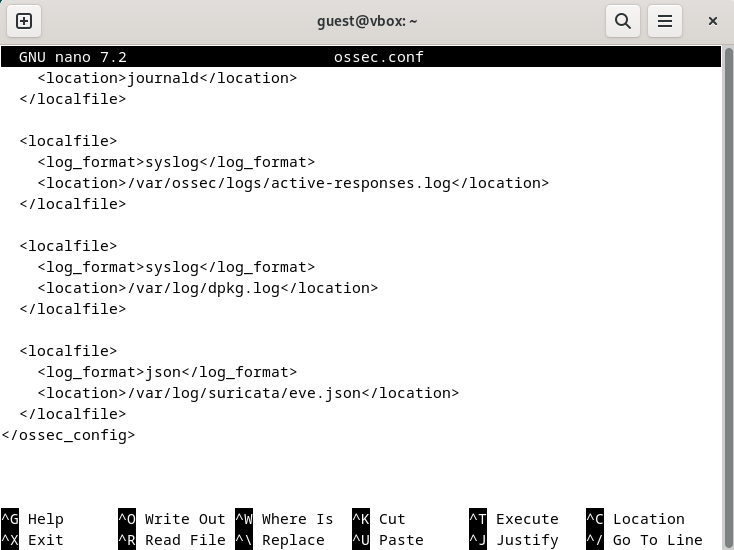 guest@vbox: ~
GNU nano 7.2 ossec.conf
    <location>journald</location>
  </localfile>

  <localfile>
    <log_format>syslog</log_format>
    <location>/var/ossec/logs/active-responses.log</location>
  </localfile>

  <localfile>
    <log_format>syslog</log_format>
    <location>/var/log/dpkg.log</location>
  </localfile>

  <localfile>
    <log_format>json</log_format>
    <location>/var/log/suricata/eve.json</location>
  </localfile>
</ossec_config>

^G Help ^O Write Out ^W Where Is ^K Cut ^T Execute ^C Location
^X Exit ^R Read File ^\ Replace ^U Paste ^J Justify ^/ Go To Line